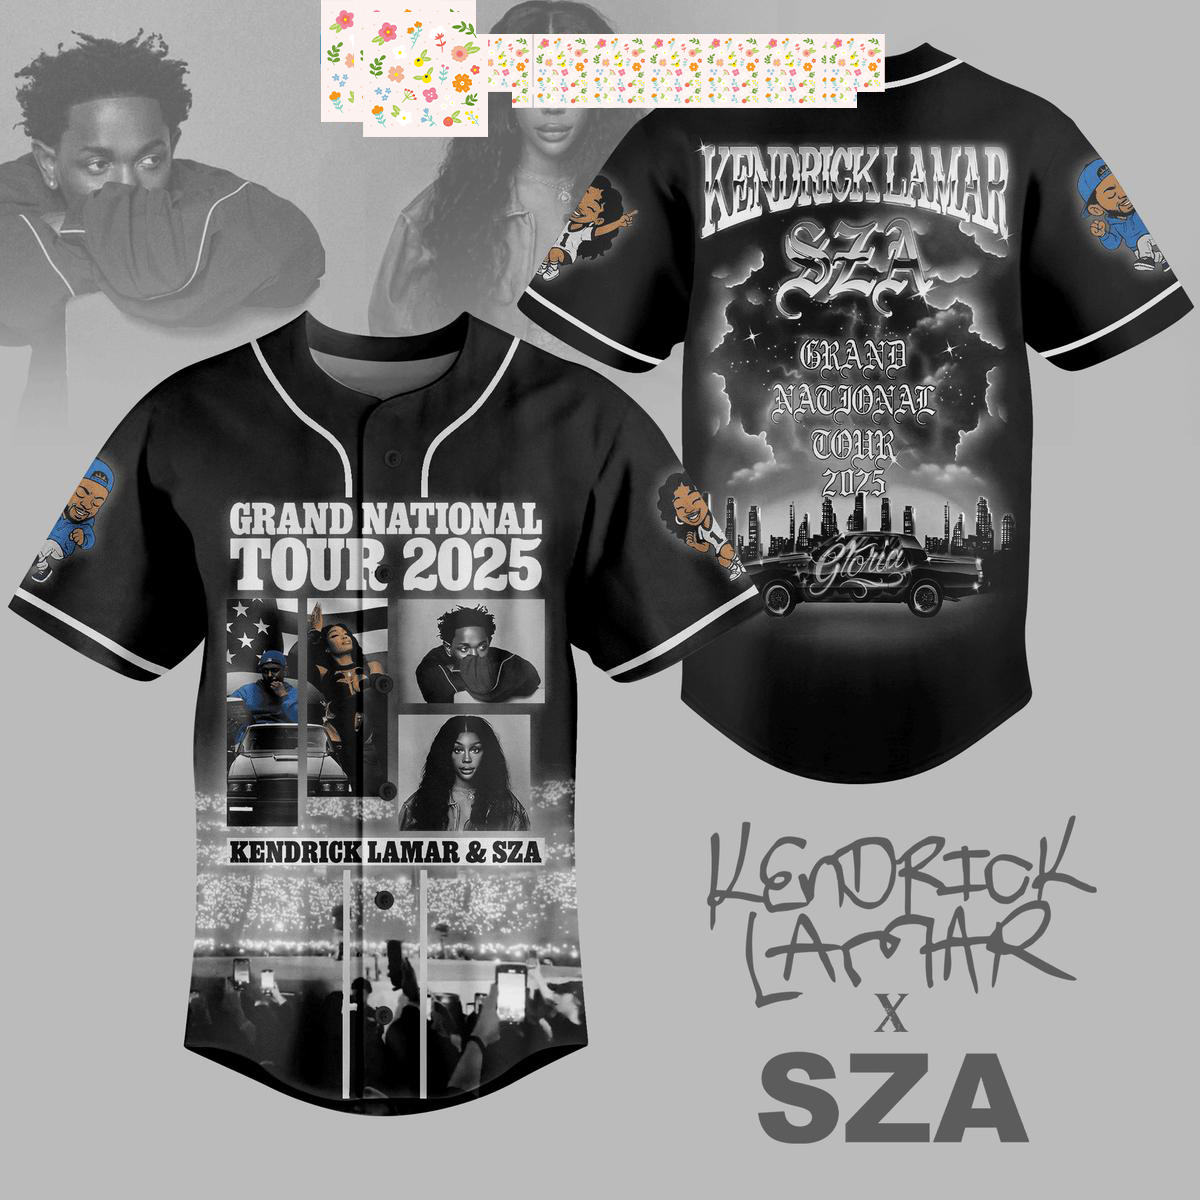 KENDRICK LAMAR
SZA
GRAND
NATIONAL
TOUR
2025
Gloria
GRAND NATIONAL
TOUR 2025
KENDRICK LAMAR & SZA
KENDRICK
LAMAR
X
SZA